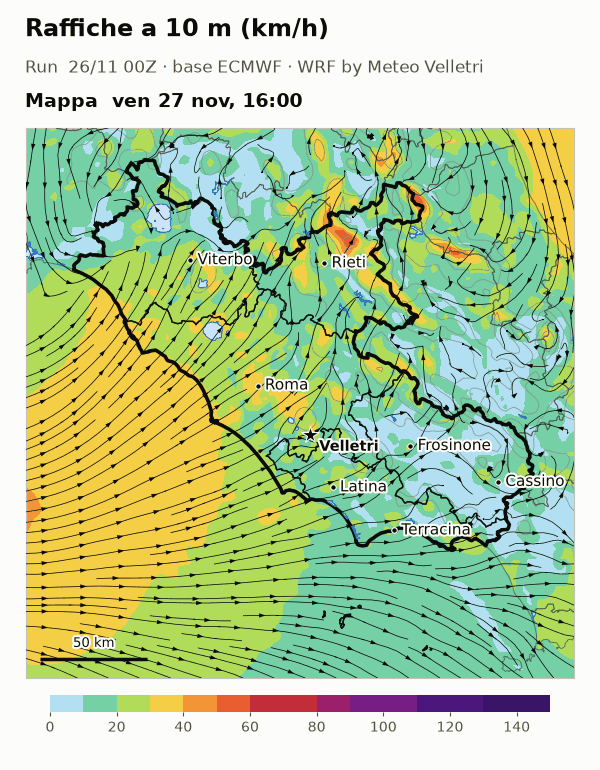 Raffiche a 10 m (km/h)
Run  26/11 00Z · base ECMWF · WRF by Meteo Velletri
Mappa  ven 27 nov, 16:00
Viterbo
Rieti
Roma
Velletri
Frosinone
Latina
Cassino
Terracina
50 km
0 20 40 60 80 100 120 140